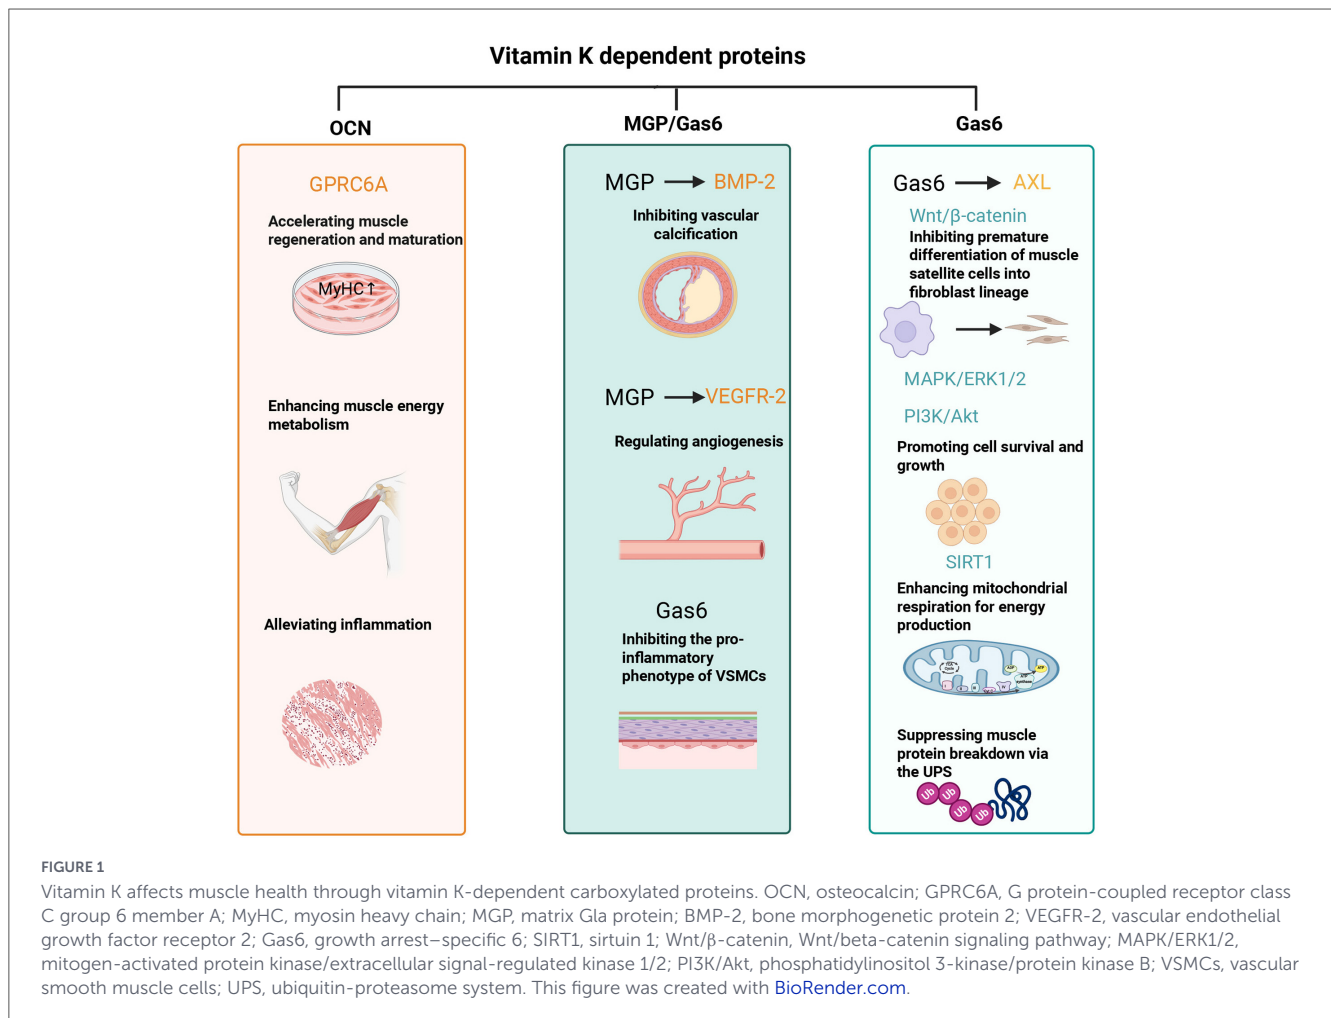 Vitamin K dependent proteins
OCN
GPRC6A
Accelerating muscle
regeneration and maturation
MyHC↑
Enhancing muscle energy
metabolism
Alleviating inflammation
MGP/Gas6
MGP → BMP-2
Inhibiting vascular
calcification
MGP → VEGFR-2
Regulating angiogenesis
Gas6
Inhibiting the pro-
inflammatory
phenotype of VSMCs
Gas6
Gas6 → AXL
Wnt/β-catenin
Inhibiting premature
differentiation of muscle
satellite cells into
fibroblast lineage
MAPK/ERK1/2
PI3K/Akt
Promoting cell survival and
growth
SIRT1
Enhancing mitochondrial
respiration for energy
production
TCA
Cycle
ADP
ATP
ATP
synthase
Suppressing muscle
protein breakdown via
the UPS
Ub Ub
Ub Ub
FIGURE 1
Vitamin K affects muscle health through vitamin K-dependent carboxylated proteins. OCN, osteocalcin; GPRC6A, G protein-coupled receptor class
C group 6 member A; MyHC, myosin heavy chain; MGP, matrix Gla protein; BMP-2, bone morphogenetic protein 2; VEGFR-2, vascular endothelial
growth factor receptor 2; Gas6, growth arrest–specific 6; SIRT1, sirtuin 1; Wnt/β-catenin, Wnt/beta-catenin signaling pathway; MAPK/ERK1/2,
mitogen-activated protein kinase/extracellular signal-regulated kinase 1/2; PI3K/Akt, phosphatidylinositol 3-kinase/protein kinase B; VSMCs, vascular
smooth muscle cells; UPS, ubiquitin-proteasome system. This figure was created with BioRender.com.